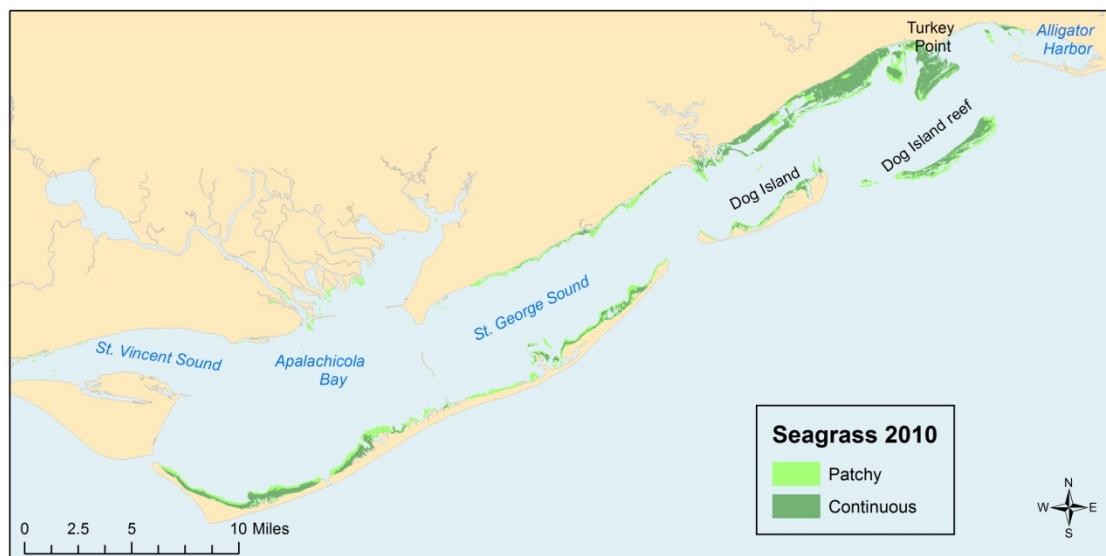 Turkey
Point
Alligator
Harbor
Dog Island reef
Dog Island
St. George Sound
St. Vincent Sound
Apalachicola
Bay
Seagrass 2010
Patchy
Continuous
0 2.5 5 10 Miles
N
W E
S